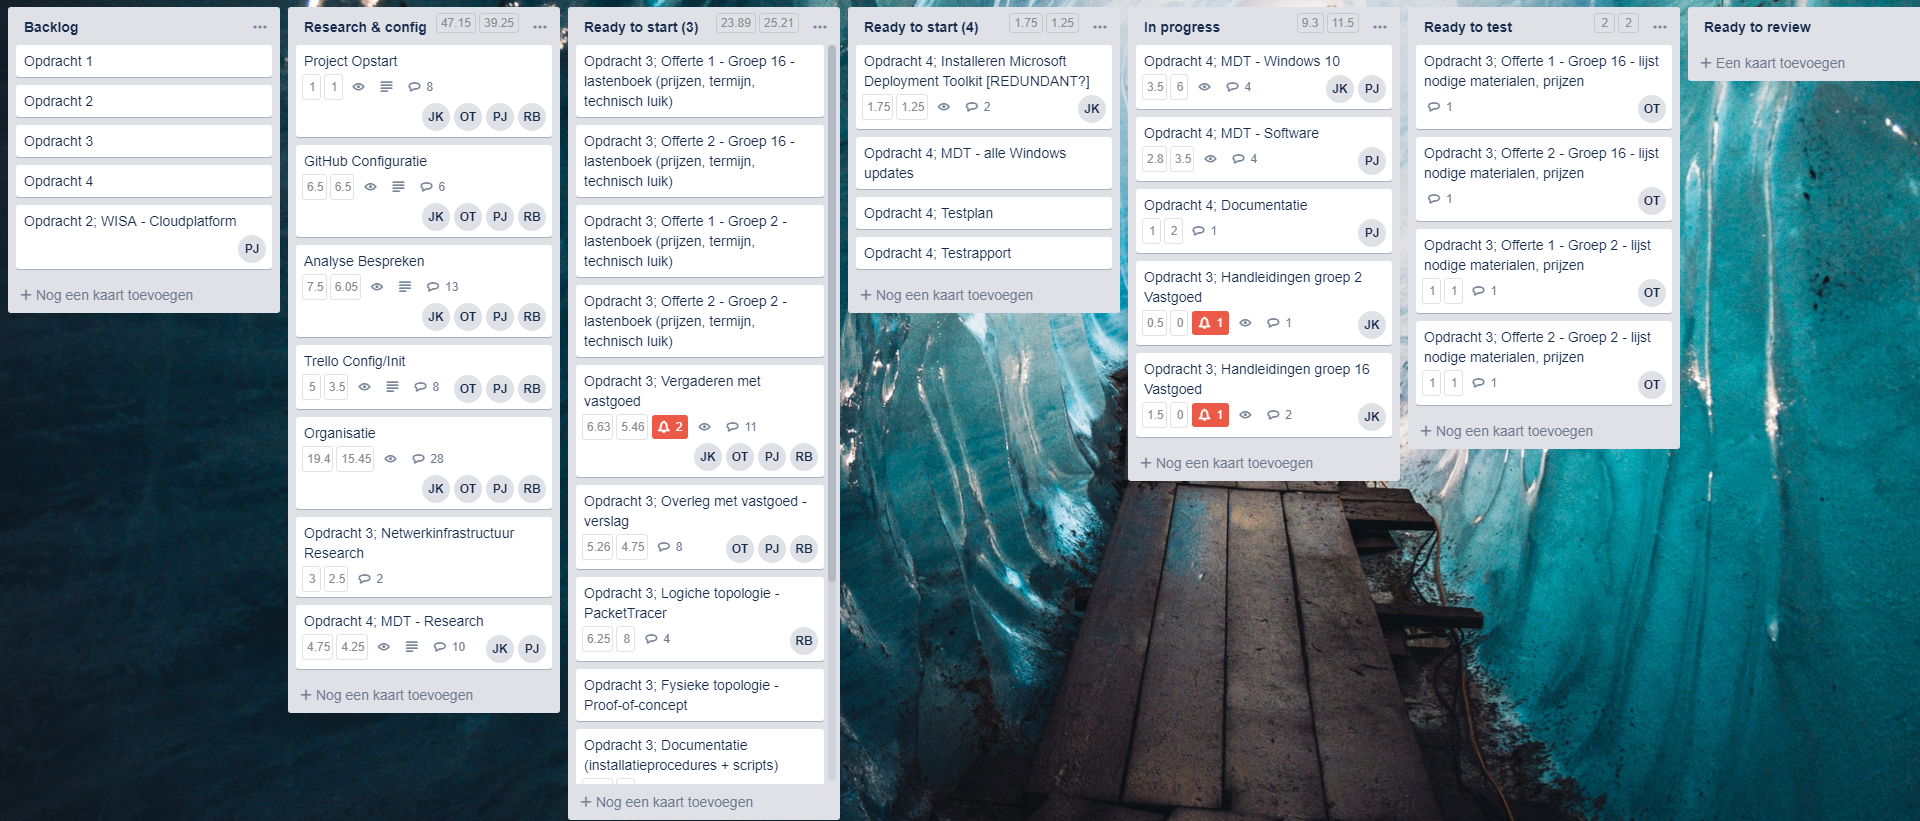 Backlog
Opdracht 1
Opdracht 2
Opdracht 3
Opdracht 4
Opdracht 2; WISA - Cloudplatform
PJ
+ Nog een kaart toevoegen
Research & config 47.15 39.25
Project Opstart
1 1 8
JK OT PJ RB
GitHub Configuratie
6.5 6.5 6
JK OT PJ RB
Analyse Bespreken
7.5 6.05 13
JK OT PJ RB
Trello Config/Init
5 3.5 8 OT PJ RB
Organisatie
19.4 15.45 28
JK OT PJ RB
Opdracht 3; Netwerkinfrastructuur
Research
3 2.5 2
Opdracht 4; MDT - Research
4.75 4.25 10 JK PJ
+ Nog een kaart toevoegen
Ready to start (3) 23.89 25.21
Opdracht 3; Offerte 1 - Groep 16 -
lastenboek (prijzen, termijn,
technisch luik)
Opdracht 3; Offerte 2 - Groep 16 -
lastenboek (prijzen, termijn,
technisch luik)
Opdracht 3; Offerte 1 - Groep 2 -
lastenboek (prijzen, termijn,
technisch luik)
Opdracht 3; Offerte 2 - Groep 2 -
lastenboek (prijzen, termijn,
technisch luik)
Opdracht 3; Vergaderen met
vastgoed
6.63 5.46 2 11
JK OT PJ RB
Opdracht 3; Overleg met vastgoed -
verslag
5.26 4.75 8 OT PJ RB
Opdracht 3; Logiche topologie -
PacketTracer
6.25 8 4 RB
Opdracht 3; Fysieke topologie -
Proof-of-concept
Opdracht 3; Documentatie
(installatieprocedures + scripts)
+ Nog een kaart toevoegen
Ready to start (4) 1.75 1.25
Opdracht 4; Installeren Microsoft
Deployment Toolkit [REDUNDANT?]
1.75 1.25 2 JK
Opdracht 4; MDT - alle Windows
updates
Opdracht 4; Testplan
Opdracht 4; Testrapport
+ Nog een kaart toevoegen
In progress 9.3 11.5
Opdracht 4; MDT - Windows 10
3.5 6 4 JK PJ
Opdracht 4; MDT - Software
2.8 3.5 4 PJ
Opdracht 4; Documentatie
1 2 1 PJ
Opdracht 3; Handleidingen groep 2
Vastgoed
0.5 0 1 1 JK
Opdracht 3; Handleidingen groep 16
Vastgoed
1.5 0 1 2 JK
+ Nog een kaart toevoegen
Ready to test 2 2
Opdracht 3; Offerte 1 - Groep 16 - lijst
nodige materialen, prijzen
1 OT
Opdracht 3; Offerte 2 - Groep 16 - lijst
nodige materialen, prijzen
1 OT
Opdracht 3; Offerte 1 - Groep 2 - lijst
nodige materialen, prijzen
1 1 1 OT
Opdracht 3; Offerte 2 - Groep 2 - lijst
nodige materialen, prijzen
1 1 1 OT
+ Nog een kaart toevoegen
Ready to review
+ Een kaart toevoegen